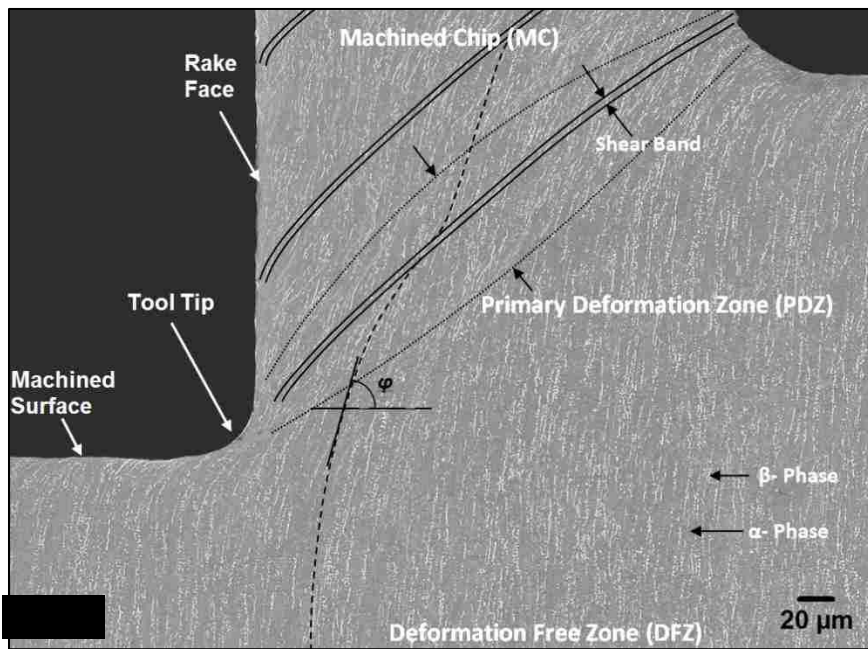 Machined Chip (MC)
Rake
Face
Shear Band
Tool Tip
Primary Deformation Zone (PDZ)
Machined
Surface
φ
β- Phase
α- Phase
20 µm
Deformation Free Zone (DFZ)